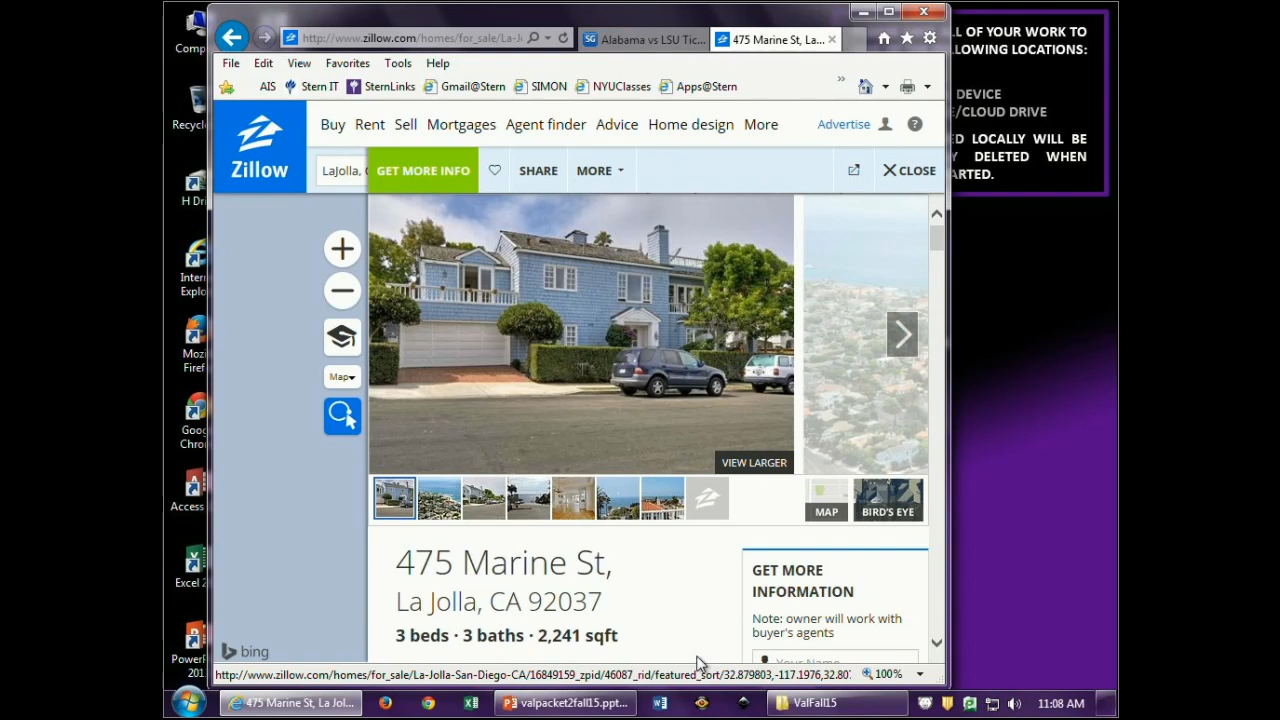 http://www.zillow.com/homes/for_sale/La-J
Alabama vs LSU Tic...
475 Marine St, La...
File Edit View Favorites Tools Help
AIS Stern IT SternLinks Gmail@Stern SIMON NYUClasses Apps@Stern
Zillow
Buy Rent Sell Mortgages Agent finder Advice Home design More Advertise
LaJolla, GET MORE INFO SHARE MORE CLOSE
Map
VIEW LARGER
MAP BIRD'S EYE
475 Marine St,
La Jolla, CA 92037
3 beds · 3 baths · 2,241 sqft
GET MORE
INFORMATION
Note: owner will work with
buyer's agents
Your Name
bing
http://www.zillow.com/homes/for_sale/La-Jolla-San-Diego-CA/16849159_zpid/46087_rid/featured_sort/32.879803,-117.1976,32.807
100%
Comp
Recyc
H Dri
Intern
Explo
Mozi
Firef
Goog
Chro
Access
Excel 2
PowerP
201
LL OF YOUR WORK TO
LLOWING LOCATIONS:
DEVICE
E/CLOUD DRIVE
D LOCALLY WILL BE
Y DELETED WHEN
ARTED.
475 Marine St, La Jol...
valpacket2fall15.ppt...
ValFall15
11:08 AM